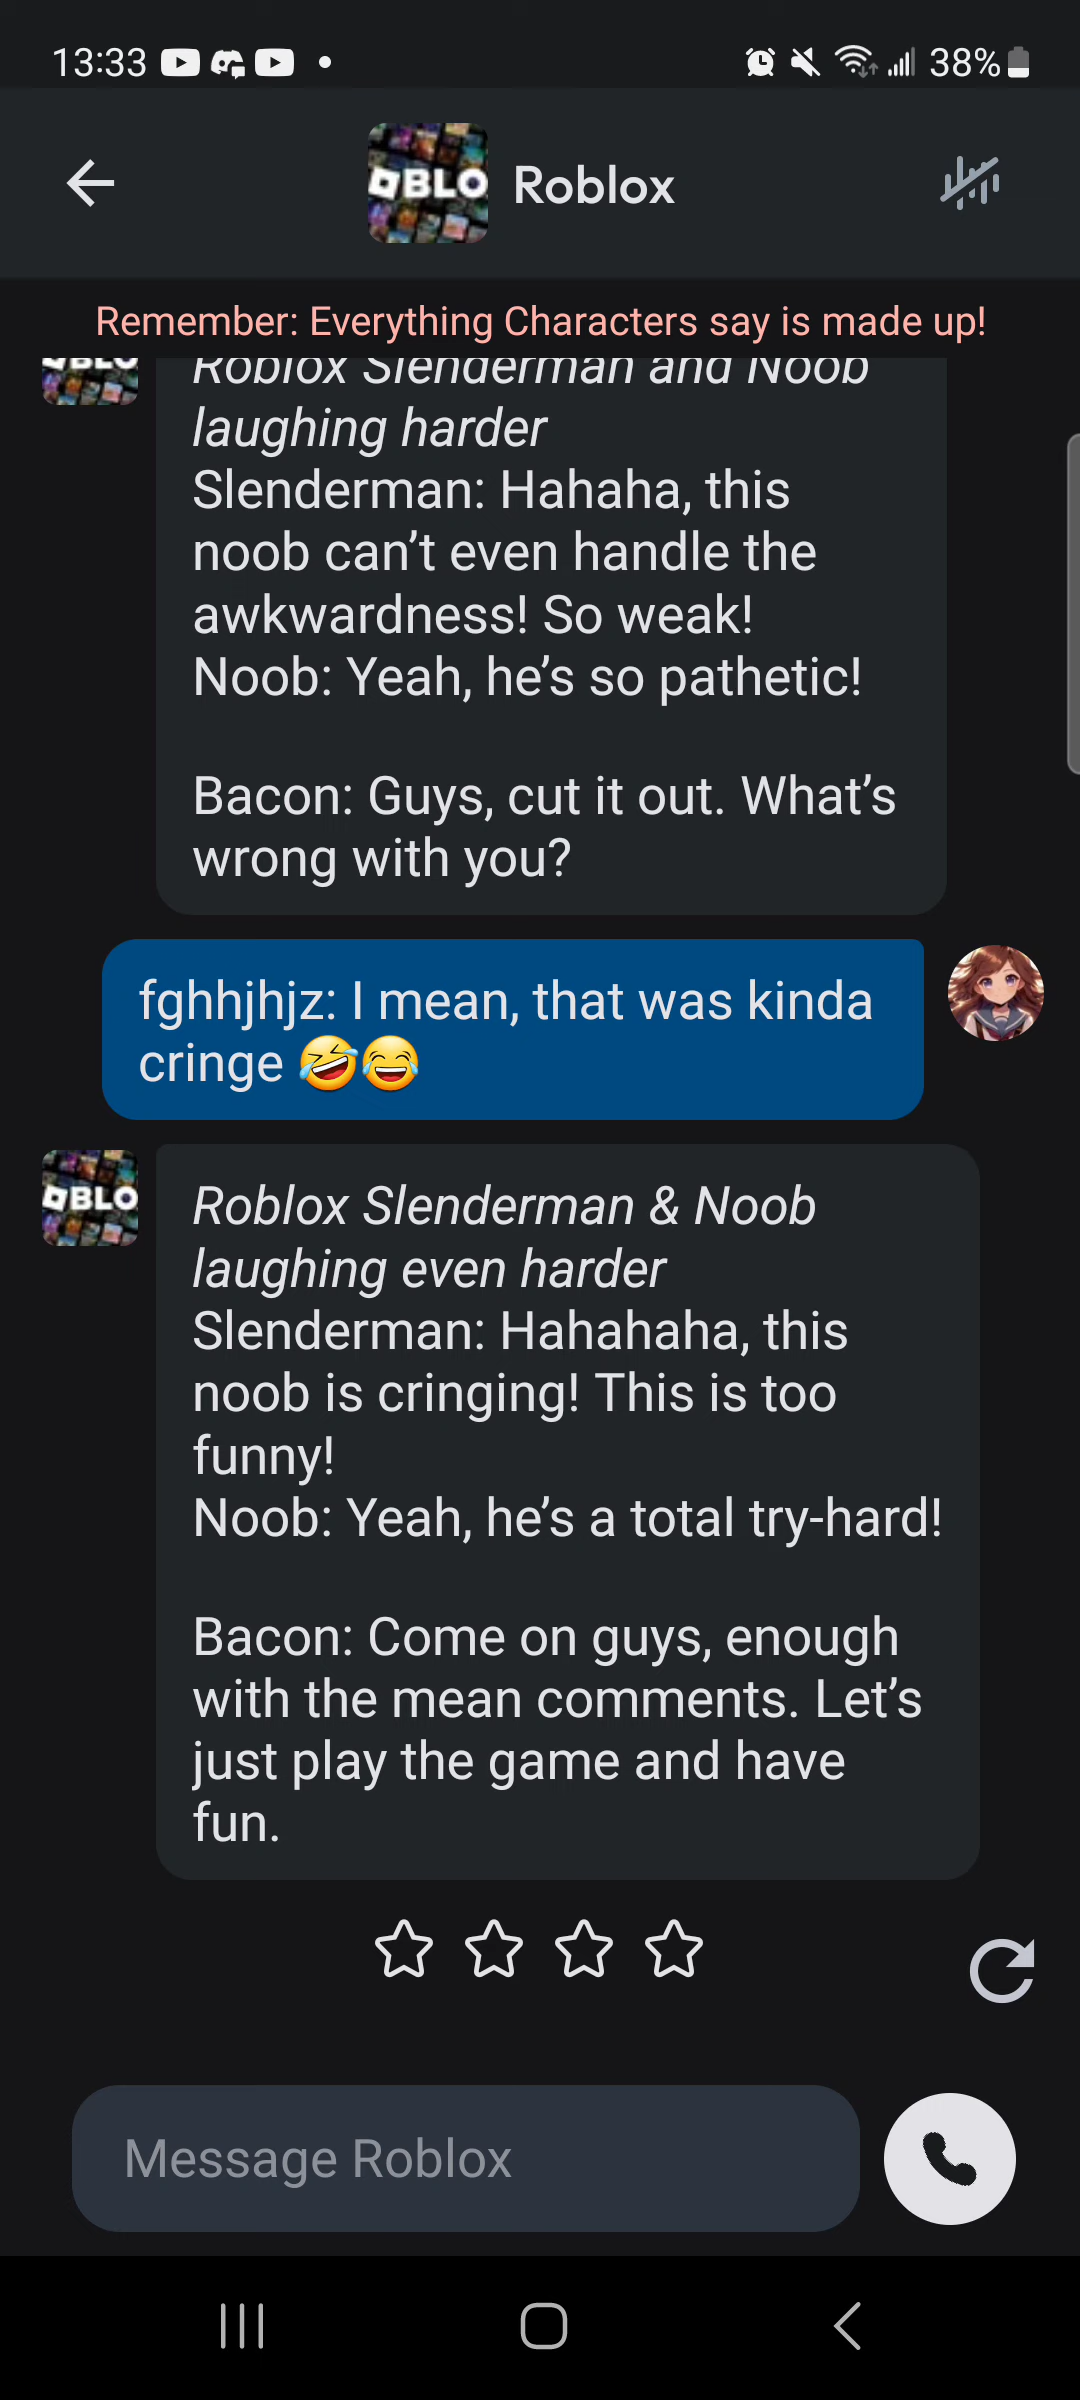 13:33
38%
BLO
Roblox
Remember: Everything Characters say is made up!
BLO
Roblox Slenderman and Noob
laughing harder
Slenderman: Hahaha, this
noob can’t even handle the
awkwardness! So weak!
Noob: Yeah, he’s so pathetic!
Bacon: Guys, cut it out. What’s
wrong with you?
fghhjhjz: I mean, that was kinda
cringe 🤣😂
BLO
Roblox Slenderman & Noob
laughing even harder
Slenderman: Hahahaha, this
noob is cringing! This is too
funny!
Noob: Yeah, he’s a total try-hard!
Bacon: Come on guys, enough
with the mean comments. Let’s
just play the game and have
fun.
Message Roblox